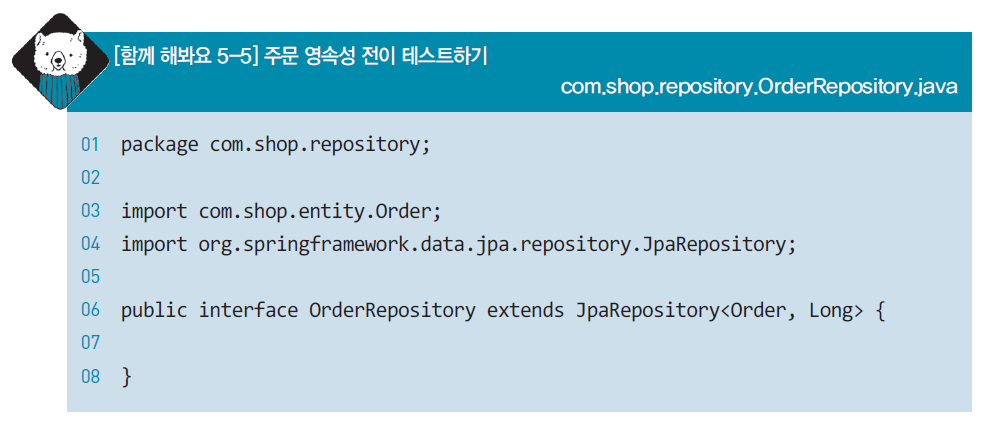 [함께 해봐요 5-5] 주문 영속성 전이 테스트하기
com.shop.repository.OrderRepository.java
01 package com.shop.repository;
02
03 import com.shop.entity.Order;
04 import org.springframework.data.jpa.repository.JpaRepository;
05
06 public interface OrderRepository extends JpaRepository<Order, Long> {
07
08 }